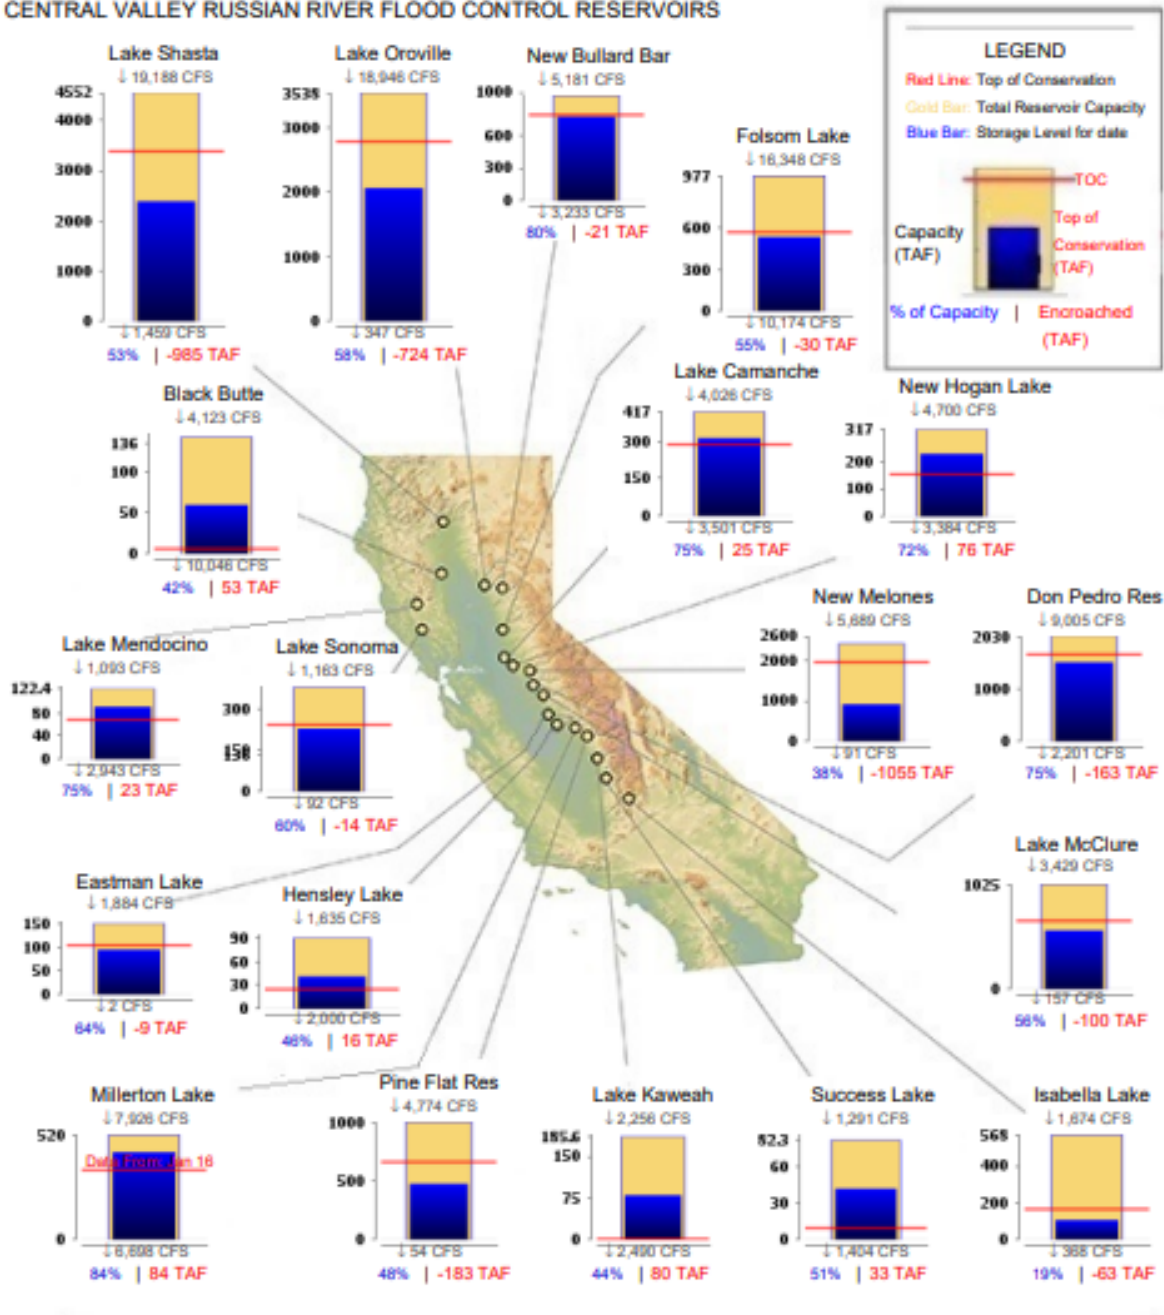 CENTRAL VALLEY RUSSIAN RIVER FLOOD CONTROL RESERVOIRS
LEGEND
Red Line: Top of Conservation
Gold Bar: Total Reservoir Capacity
Blue Bar: Storage Level for date
TOC
Capacity
(TAF)
Top of
Conservation
(TAF)
% of Capacity | Encroached
(TAF)
Lake Shasta
↓ 19,188 CFS
4552
4000
3000
2000
1000
0
↓ 1,459 CFS
53% | -985 TAF
Lake Oroville
↓ 18,946 CFS
3538
3000
2000
1000
0
↓ 347 CFS
58% | -724 TAF
New Bullard Bar
↓ 5,181 CFS
1000
600
300
0
↓ 3,233 CFS
80% | -21 TAF
Folsom Lake
↓ 16,348 CFS
977
600
300
0
↓ 10,174 CFS
55% | -30 TAF
Black Butte
↓ 4,123 CFS
136
100
50
0
↓ 10,046 CFS
42% | 53 TAF
Lake Camanche
↓ 4,026 CFS
417
300
150
0
↓ 3,501 CFS
75% | 25 TAF
New Hogan Lake
↓ 4,700 CFS
317
200
100
0
↓ 3,384 CFS
72% | 76 TAF
Lake Mendocino
↓ 1,093 CFS
122.4
80
40
0
↓ 2,943 CFS
75% | 23 TAF
Lake Sonoma
↓ 1,163 CFS
300
150
0
↓ 92 CFS
60% | -14 TAF
New Melones
↓ 5,689 CFS
2600
2000
1000
0
↓ 91 CFS
38% | -1055 TAF
Don Pedro Res
↓ 9,005 CFS
2030
1000
0
↓ 2,201 CFS
75% | -163 TAF
Eastman Lake
↓ 1,884 CFS
150
100
50
0
↓ 2 CFS
64% | -9 TAF
Hensley Lake
↓ 1,635 CFS
90
60
30
0
↓ 2,000 CFS
46% | 16 TAF
Lake McClure
↓ 3,429 CFS
1025
0
↓ 157 CFS
56% | -100 TAF
Millerton Lake
↓ 7,926 CFS
520
Data From: Jan 16
0
↓ 6,698 CFS
84% | 84 TAF
Pine Flat Res
↓ 4,774 CFS
1000
500
0
↓ 54 CFS
48% | -183 TAF
Lake Kaweah
↓ 2,256 CFS
185.6
150
75
0
↓ 2,490 CFS
44% | 80 TAF
Success Lake
↓ 1,291 CFS
82.3
60
30
0
↓ 1,404 CFS
51% | 33 TAF
Isabella Lake
↓ 1,674 CFS
568
400
200
0
↓ 368 CFS
19% | -63 TAF